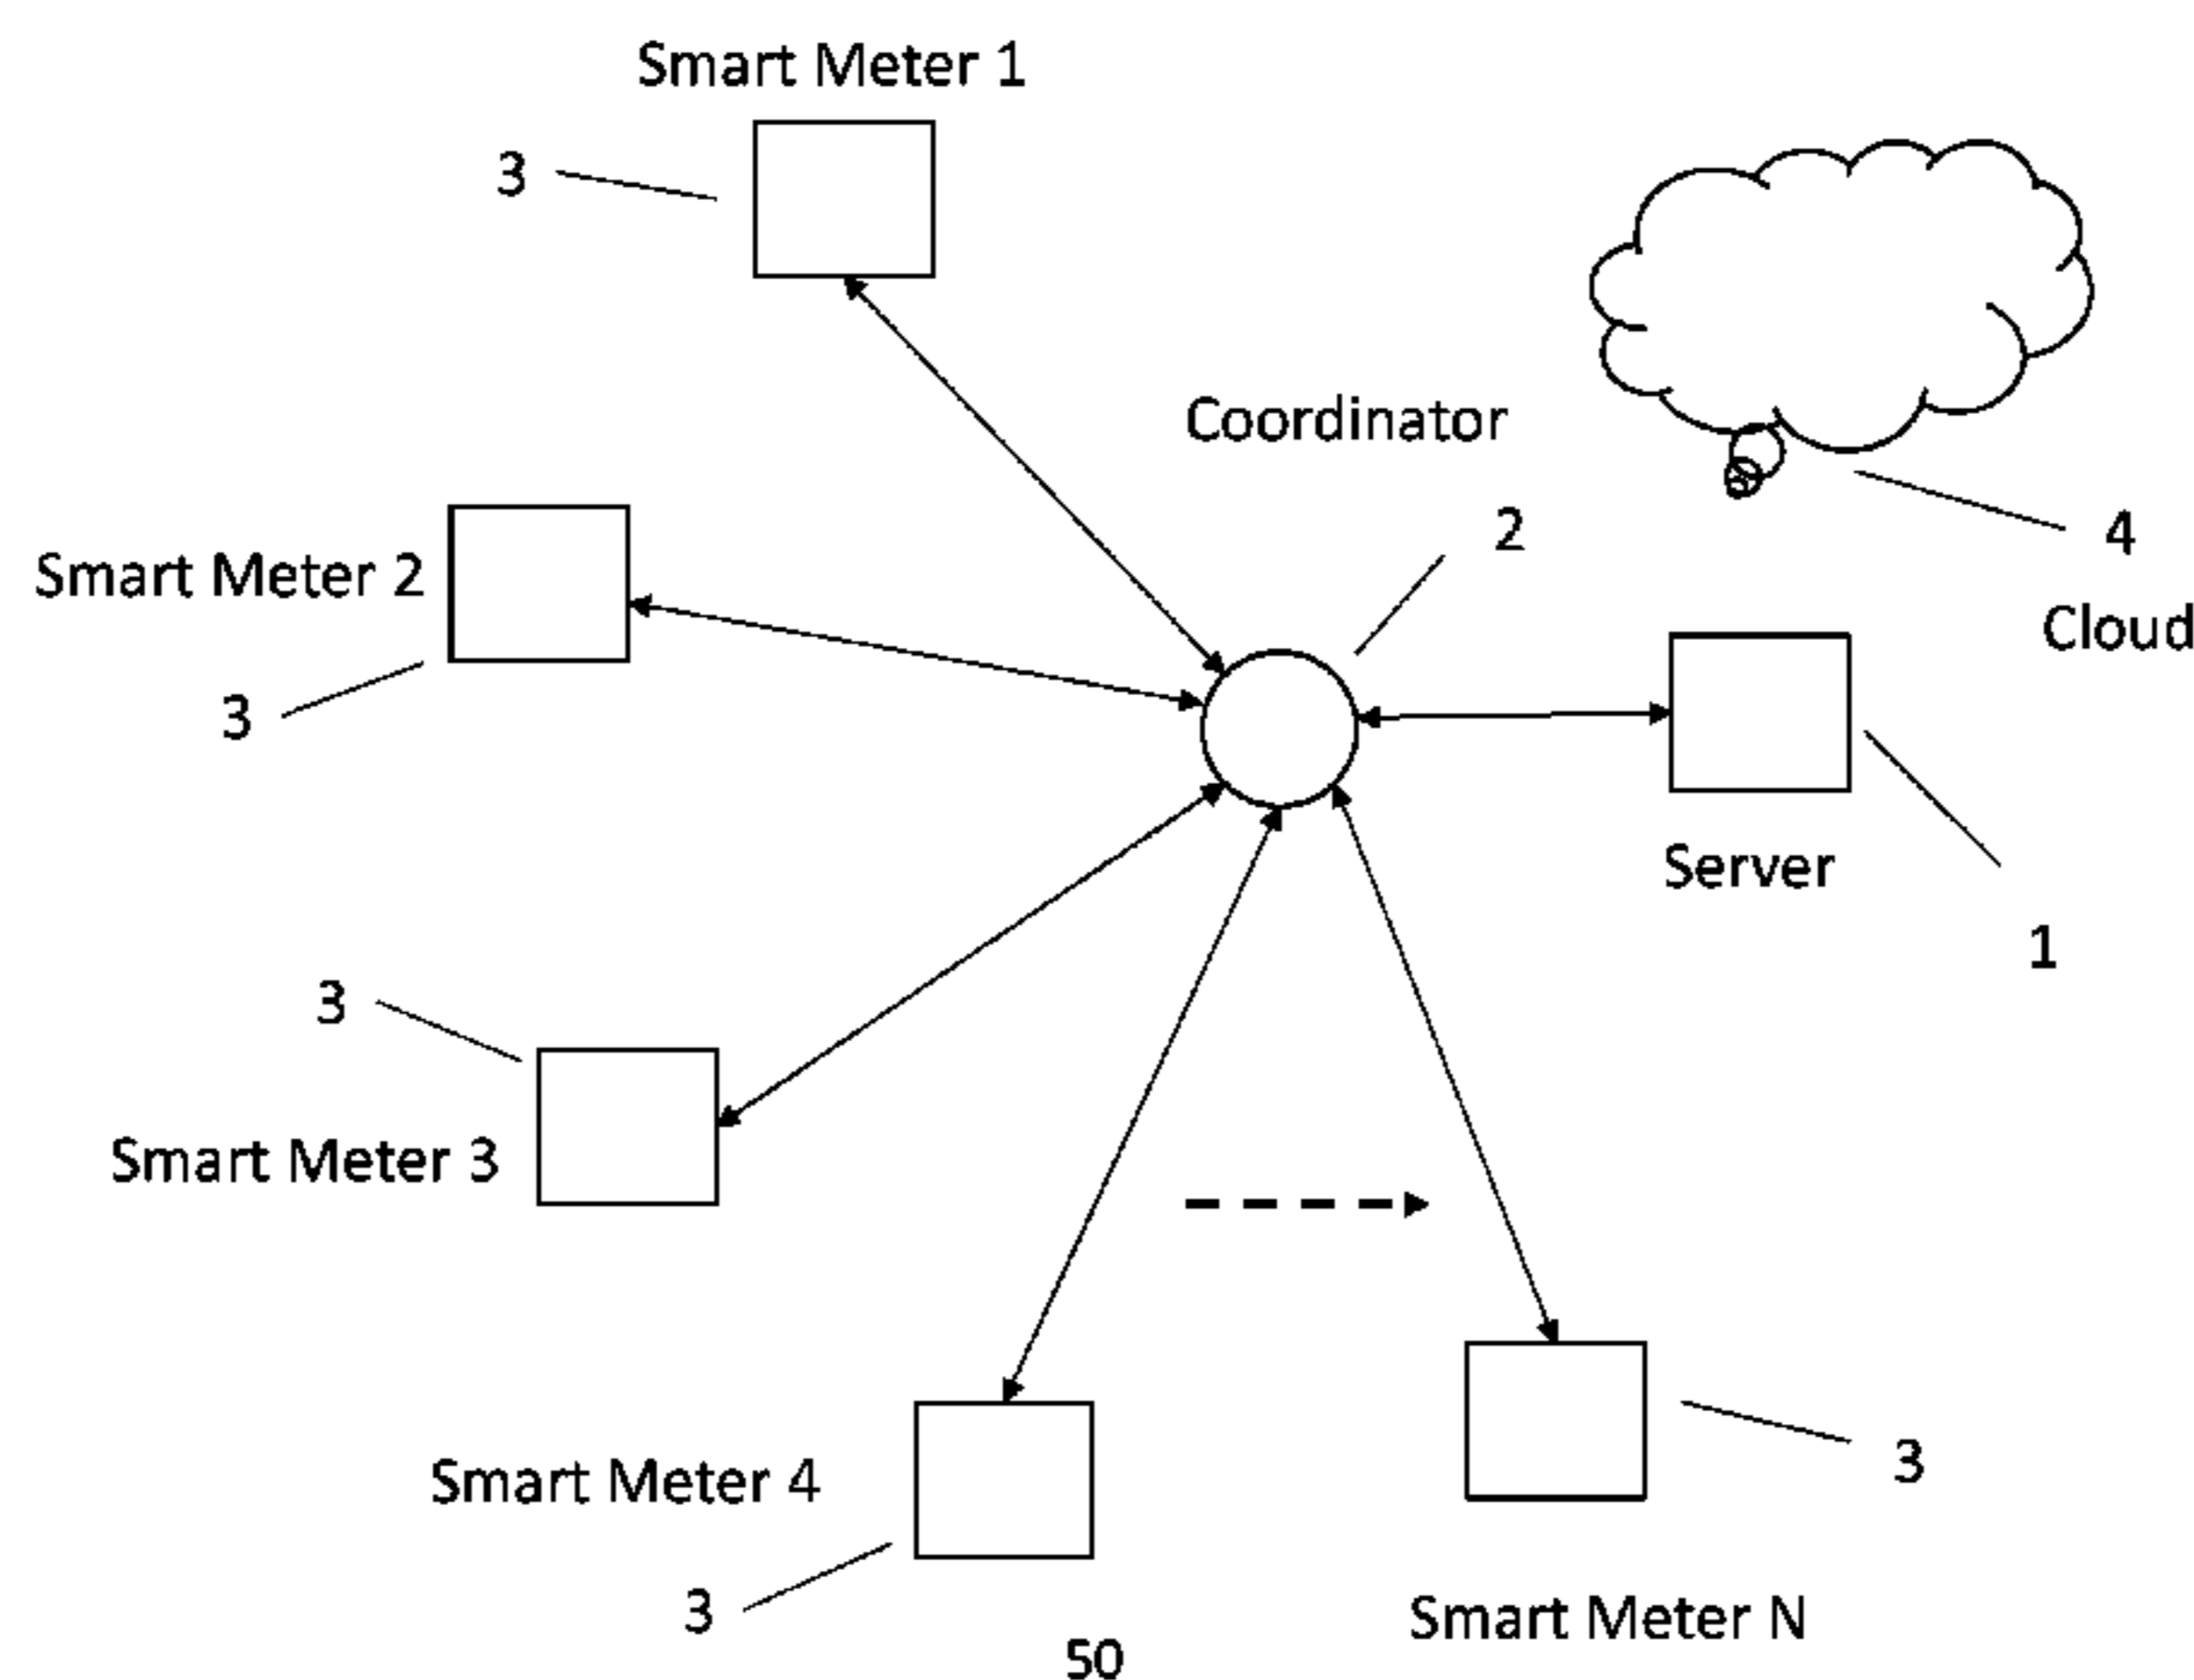 Smart Meter 1
3
Coordinator
2
4
Smart Meter 2
Cloud
3
Server
1
3
Smart Meter 3
Smart Meter 4
3
3
Smart Meter N
50